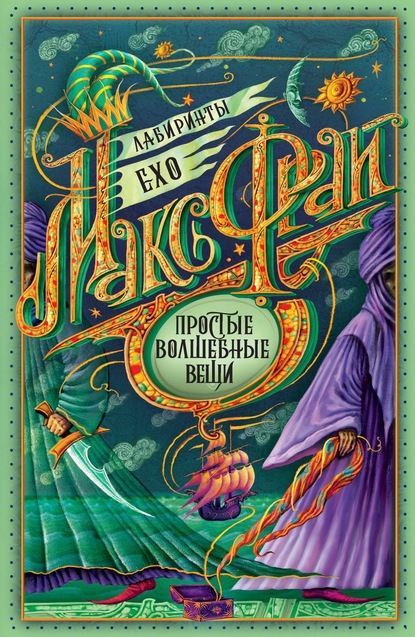 ЛАБИРИНТЫ
ЕХО
Макс Фрай
ПРОСТЫЕ
ВОЛШЕБНЫЕ
ВЕЩИ